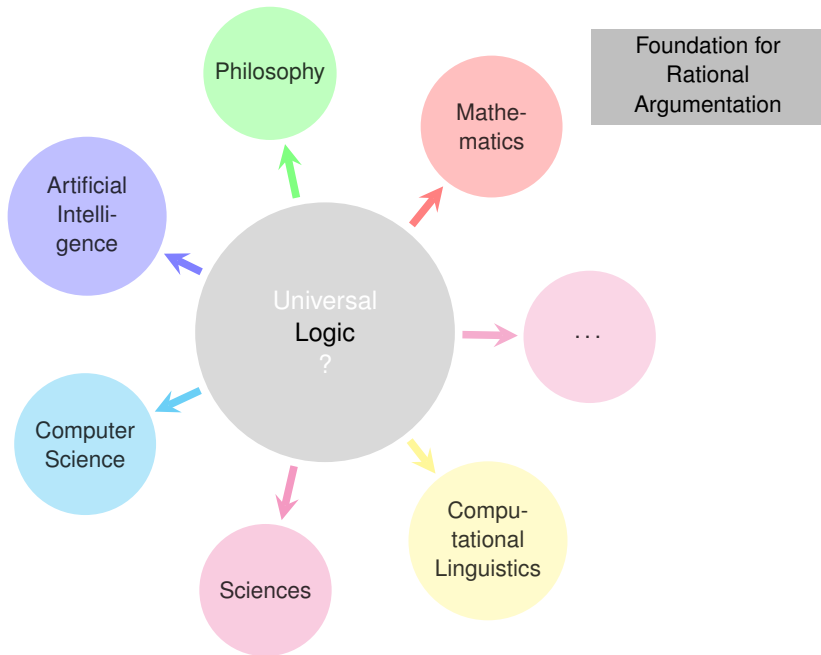 Philosophy
Mathe-
matics
Foundation for
Rational
Argumentation
Artificial
Intelli-
gence
Universal
Logic
?
...
Computer
Science
Compu-
tational
Linguistics
Sciences